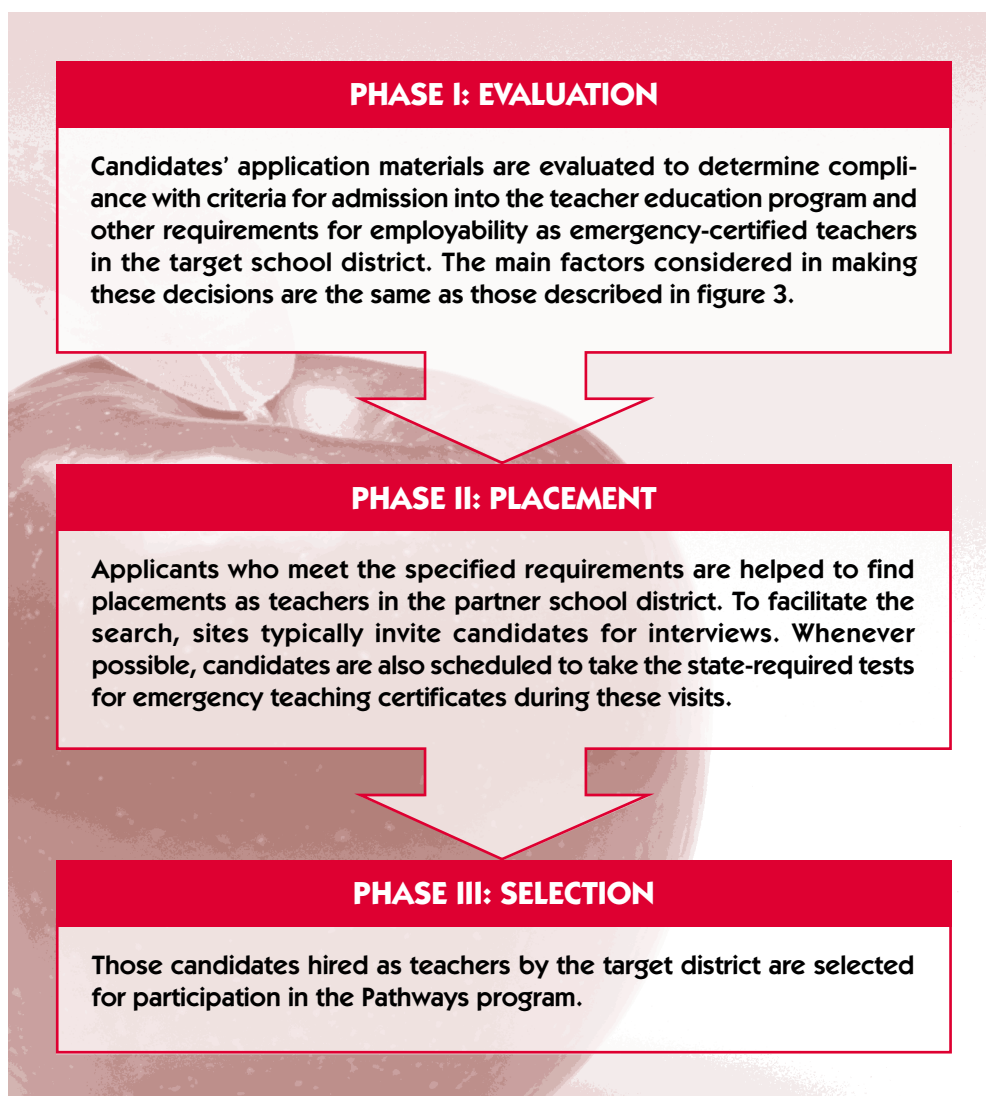 PHASE I: EVALUATION
Candidates’ application materials are evaluated to determine compli-
ance with criteria for admission into the teacher education program and
other requirements for employability as emergency-certified teachers
in the target school district. The main factors considered in making
these decisions are the same as those described in figure 3.
PHASE II: PLACEMENT
Applicants who meet the specified requirements are helped to find
placements as teachers in the partner school district. To facilitate the
search, sites typically invite candidates for interviews. Whenever
possible, candidates are also scheduled to take the state-required tests
for emergency teaching certificates during these visits.
PHASE III: SELECTION
Those candidates hired as teachers by the target district are selected
for participation in the Pathways program.